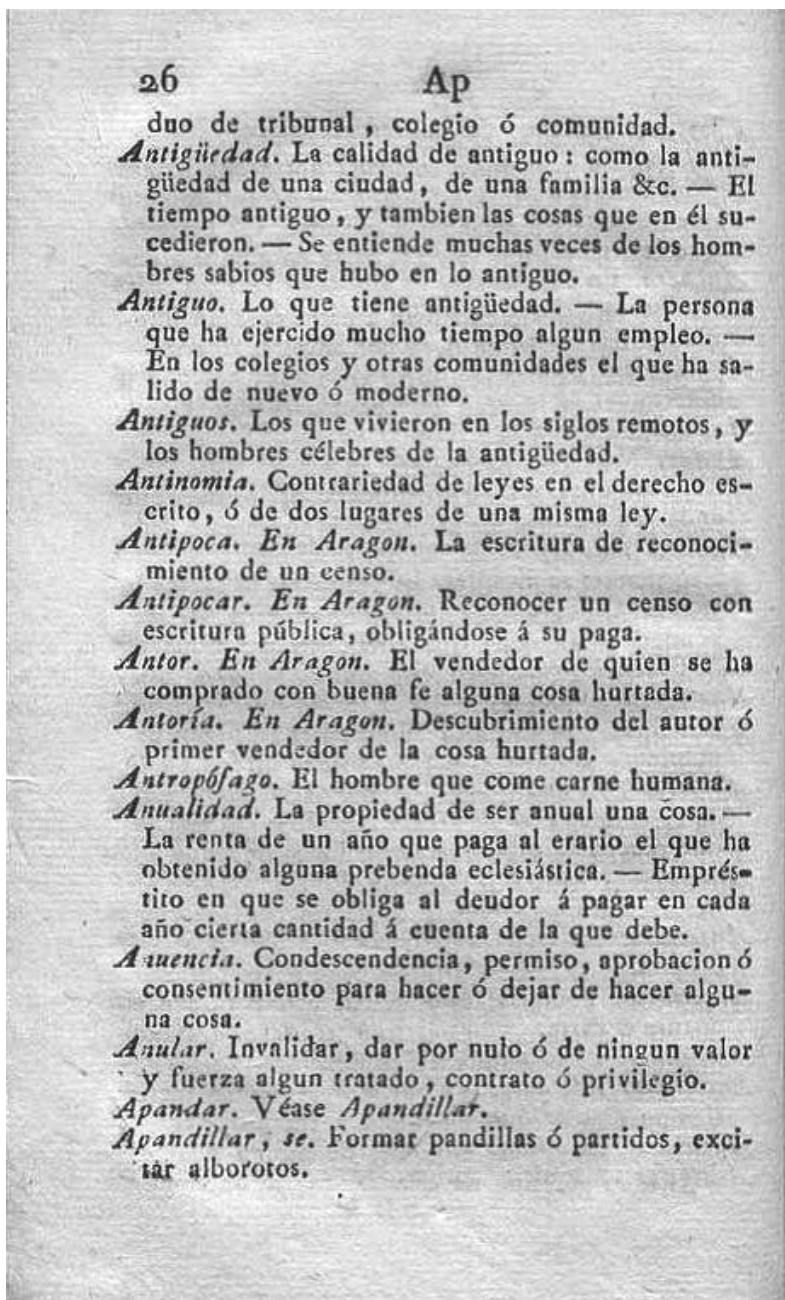 26 Ap
duo de tribunal, colegio ó comunidad.
Antigüedad. La calidad de antiguo: como la anti-
güedad de una ciudad, de una familia &c. — El
tiempo antiguo, y tambien las cosas que en él su-
cedieron. — Se entiende muchas veces de los hom-
bres sabios que hubo en lo antiguo.
Antiguo. Lo que tiene antigüedad. — La persona
que ha ejercido mucho tiempo algun empleo. —
En los colegios y otras comunidades el que ha sa-
lido de nuevo ó moderno.
Antiguos. Los que vivieron en los siglos remotos, y
los hombres célebres de la antigüedad.
Antinomia. Contrariedad de leyes en el derecho es-
crito, ó de dos lugares de una misma ley.
Antipoca. En Aragon. La escritura de reconoci-
miento de un censo.
Antipocar. En Aragon. Reconocer un censo con
escritura pública, obligándose á su paga.
Antor. En Aragon. El vendedor de quien se ha
comprado con buena fe alguna cosa hurtada.
Antoría. En Aragon. Descubrimiento del autor ó
primer vendedor de la cosa hurtada.
Antropófago. El hombre que come carne humana.
Anualidad. La propiedad de ser anual una cosa. —
La renta de un año que paga al erario el que ha
obtenido alguna prebenda eclesiástica. — Emprés-
tito en que se obliga al deudor á pagar en cada
año cierta cantidad á cuenta de la que debe.
Anuencia. Condescendencia, permiso, aprobacion ó
consentimiento para hacer ó dejar de hacer algu-
na cosa.
Anular. Invalidar, dar por nulo ó de ningun valor
y fuerza algun tratado, contrato ó privilegio.
Apandar. Véase Apandillar.
Apandillar, se. Formar pandillas ó partidos, exci-
tar alborotos.